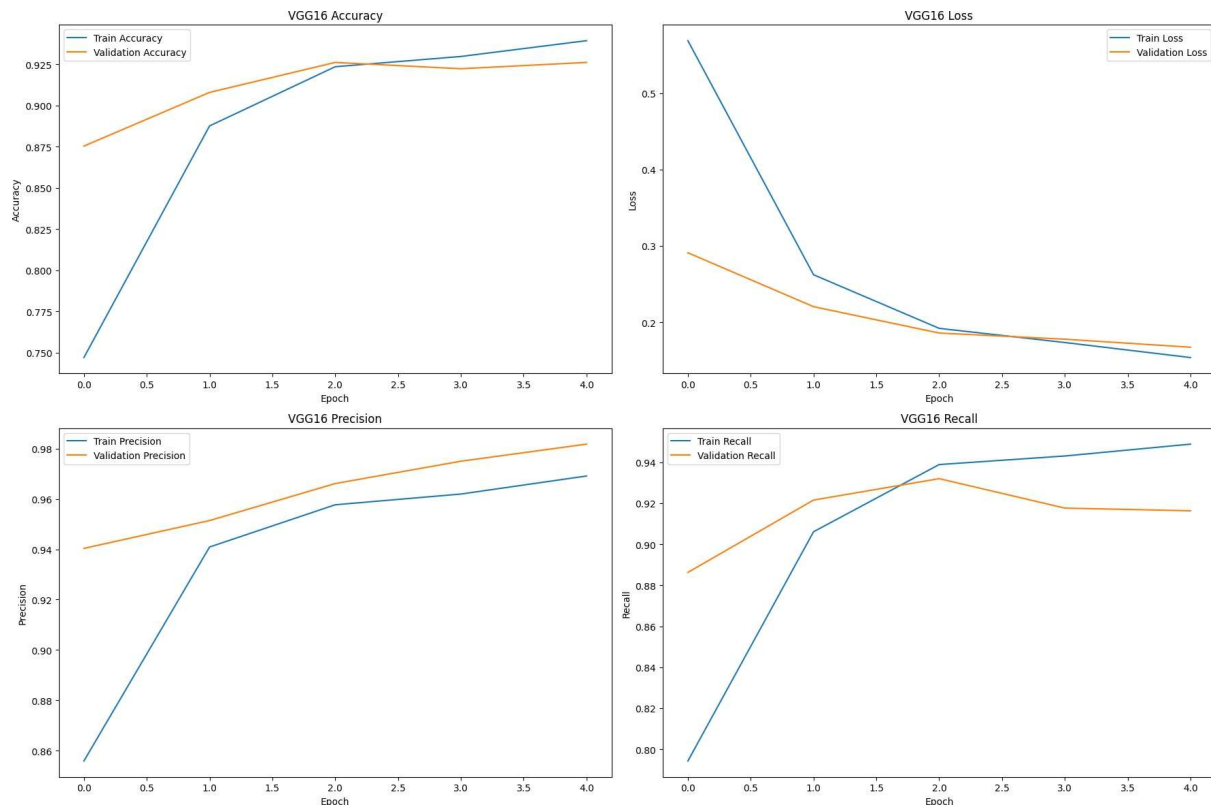 VGG16 Accuracy
Train Accuracy
Validation Accuracy
0.925
0.900
0.875
0.850
0.825
0.800
0.775
0.750
Accuracy
0.0 0.5 1.0 1.5 2.0 2.5 3.0 3.5 4.0
Epoch
VGG16 Loss
Train Loss
Validation Loss
0.5
0.4
0.3
0.2
Loss
0.0 0.5 1.0 1.5 2.0 2.5 3.0 3.5 4.0
Epoch
VGG16 Precision
Train Precision
Validation Precision
0.98
0.96
0.94
0.92
0.90
0.88
0.86
Precision
0.0 0.5 1.0 1.5 2.0 2.5 3.0 3.5 4.0
Epoch
VGG16 Recall
Train Recall
Validation Recall
0.94
0.92
0.90
0.88
0.86
0.84
0.82
0.80
Recall
0.0 0.5 1.0 1.5 2.0 2.5 3.0 3.5 4.0
Epoch